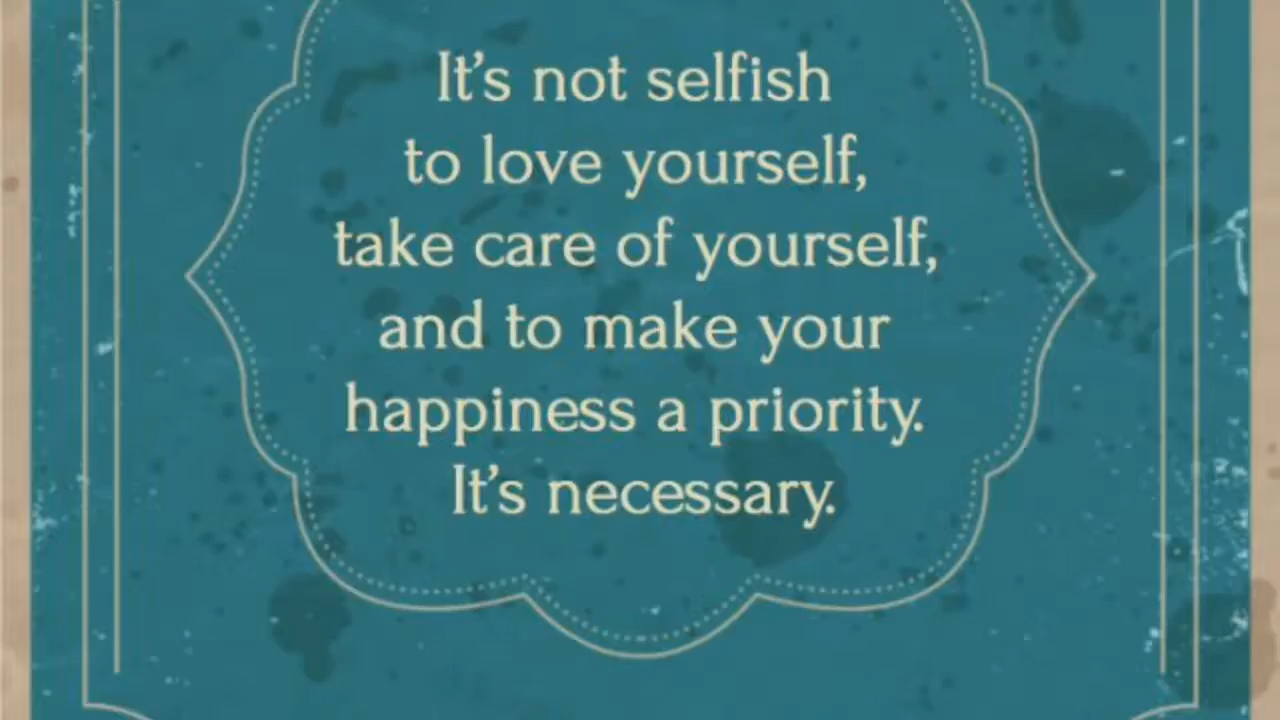 It's not selfish
to love yourself,
take care of yourself,
and to make your
happiness a priority.
It's necessary.